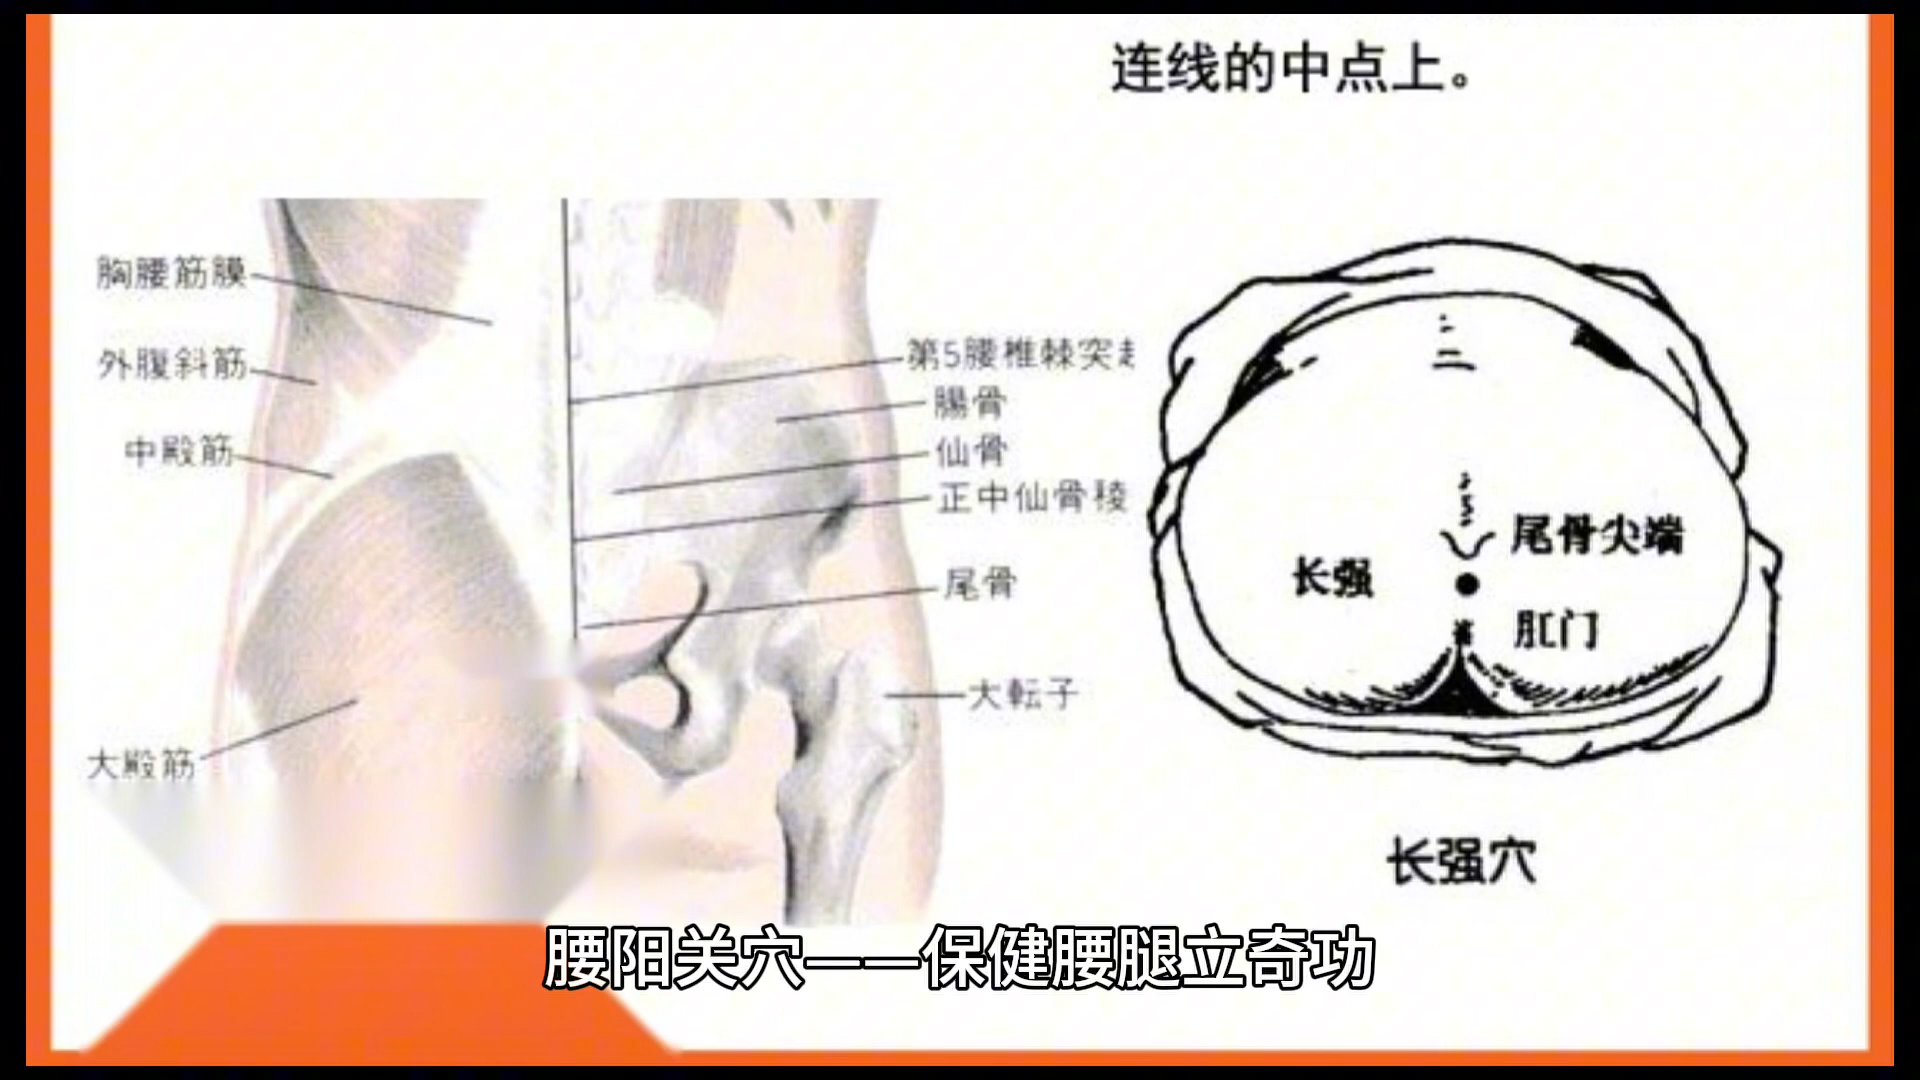 连线的中点上。
胸腰筋膜
外腹斜筋
中殿筋
大殿筋
第5腰椎棘突起
腸骨
仙骨
正中仙骨稜
尾骨
大転子
尾骨尖端
长强
肛门
长强穴
腰阳关穴——保健腰腿立奇功